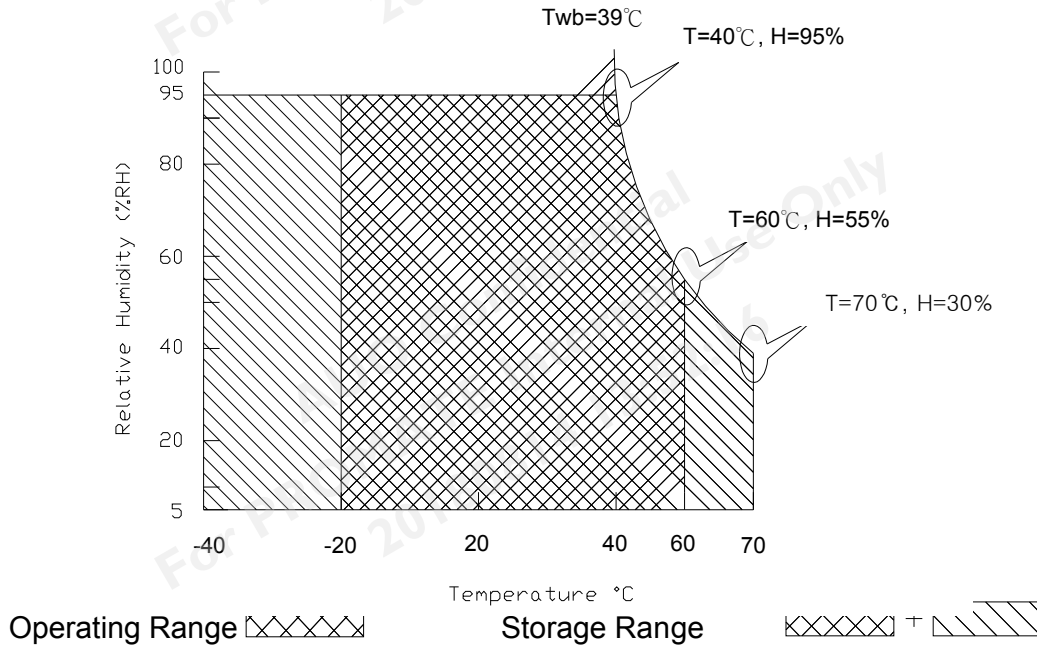 Twb=39℃
T=40℃, H=95%
100
95
80
60
40
20
5
Relative Humidity (%RH)
T=60℃, H=55%
T=70℃, H=30%
-40 -20 20 40 60 70
Temperature °C
Operating Range Storage Range +